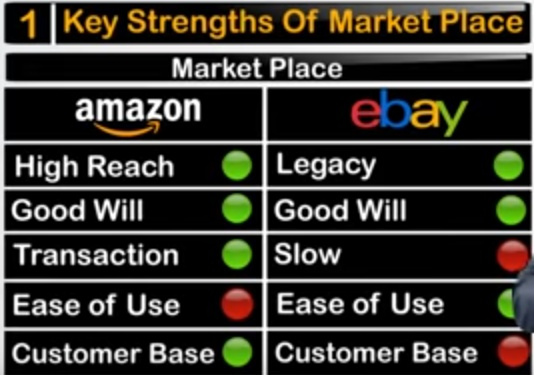 1 Key Strengths Of Market Place
Market Place
amazon ebay
High Reach Legacy
Good Will Good Will
Transaction Slow
Ease of Use Ease of Use
Customer Base Customer Base